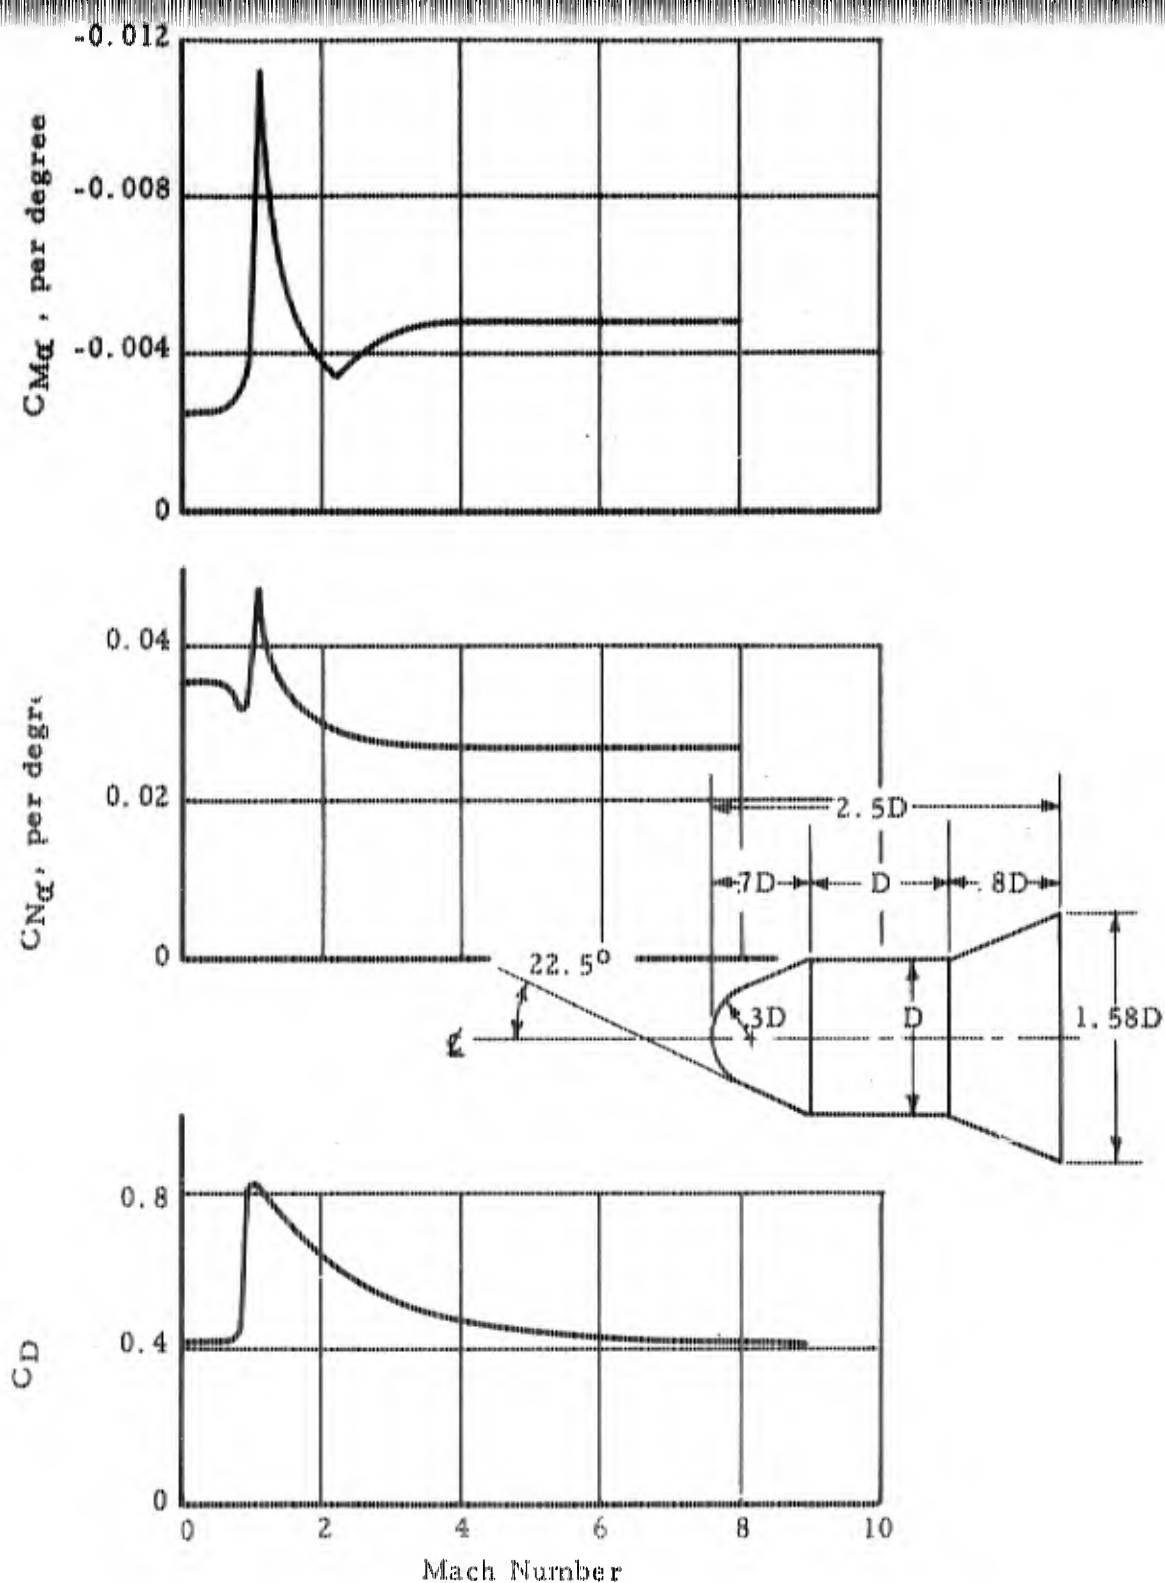 -0.012
-0.008
-0.004
0
CMα, per degree
0.04
0.02
0
CNα, per degr
2.5D
.7D
D
.8D
22.5°
.3D
D
1.58D
℄
0.8
0.4
0
CD
0
2
4
6
8
10
Mach Number